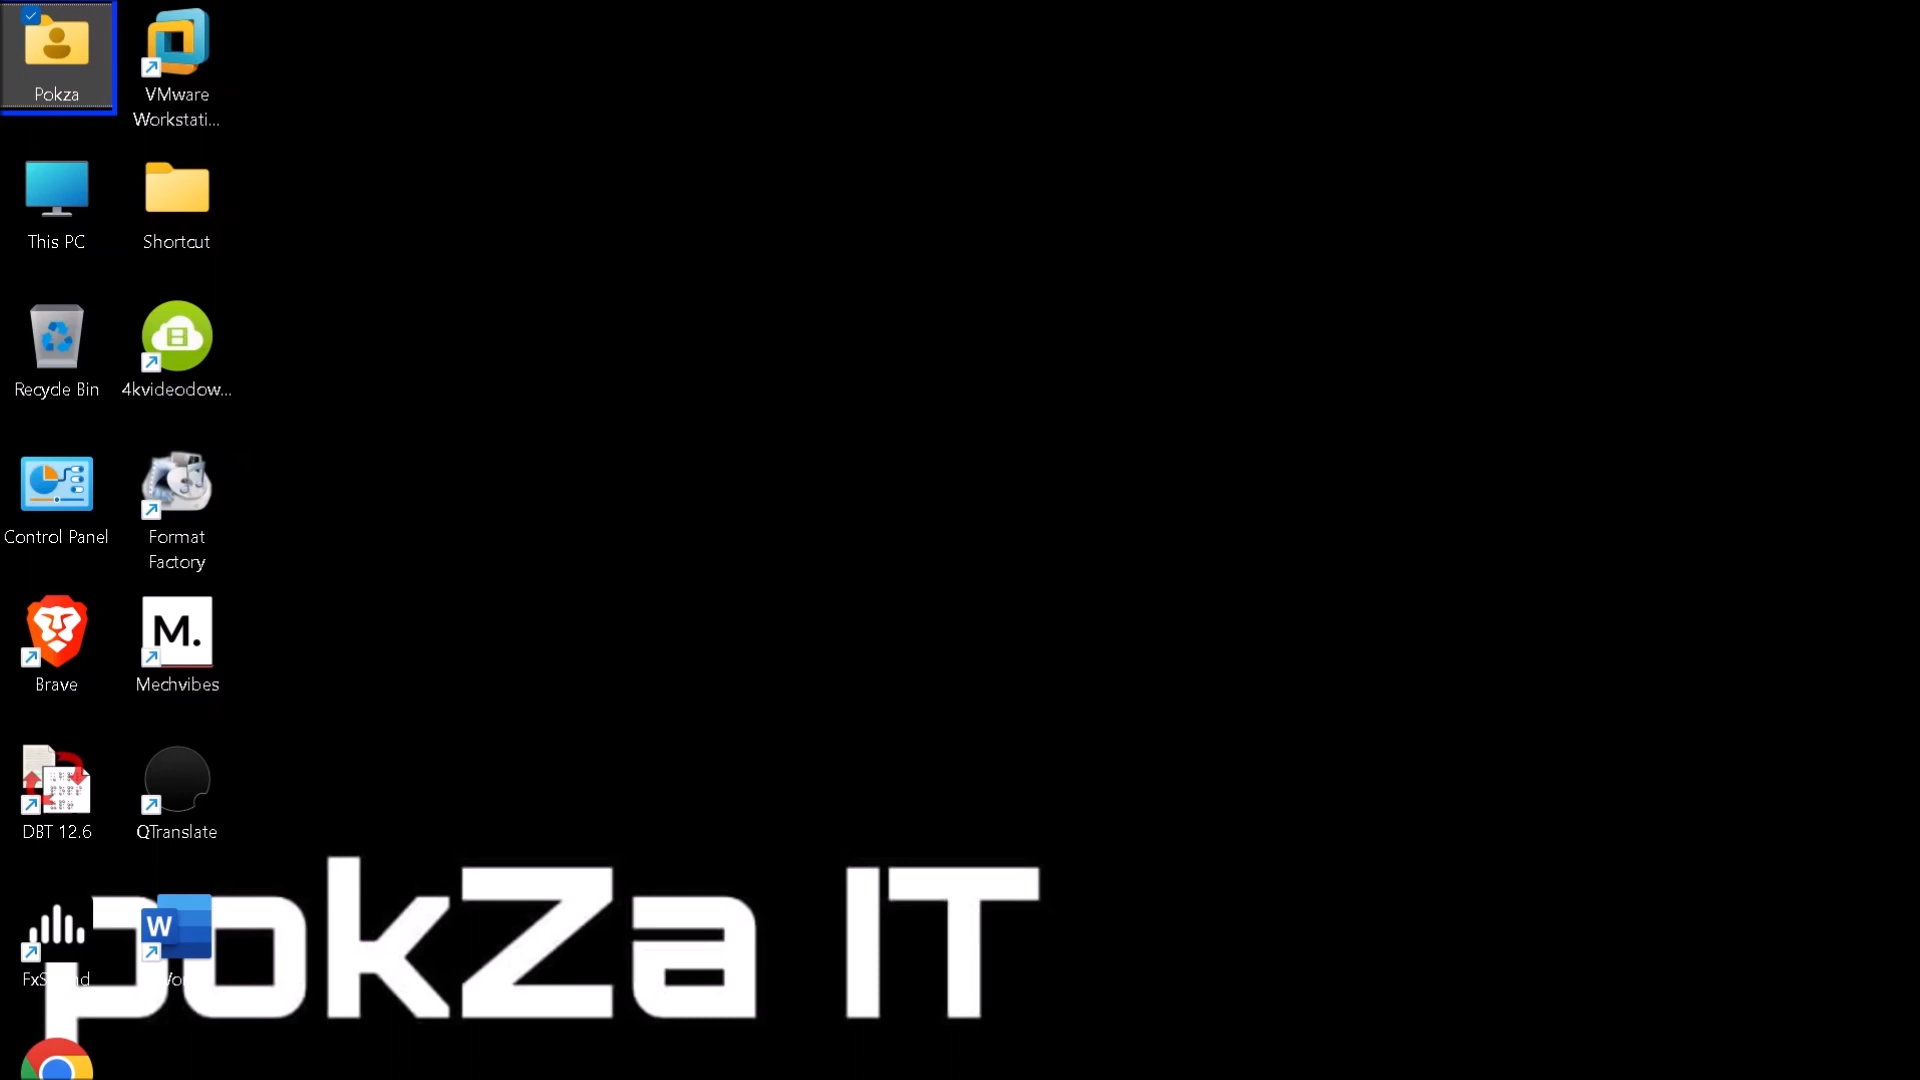 Pokza
VMware
Workstati...
This PC
Shortcut
Recycle Bin
4kvideodow...
Control Panel
Format
Factory
Brave
M.
Mechvibes
DBT 12.6
QTranslate
W
pokZa IT